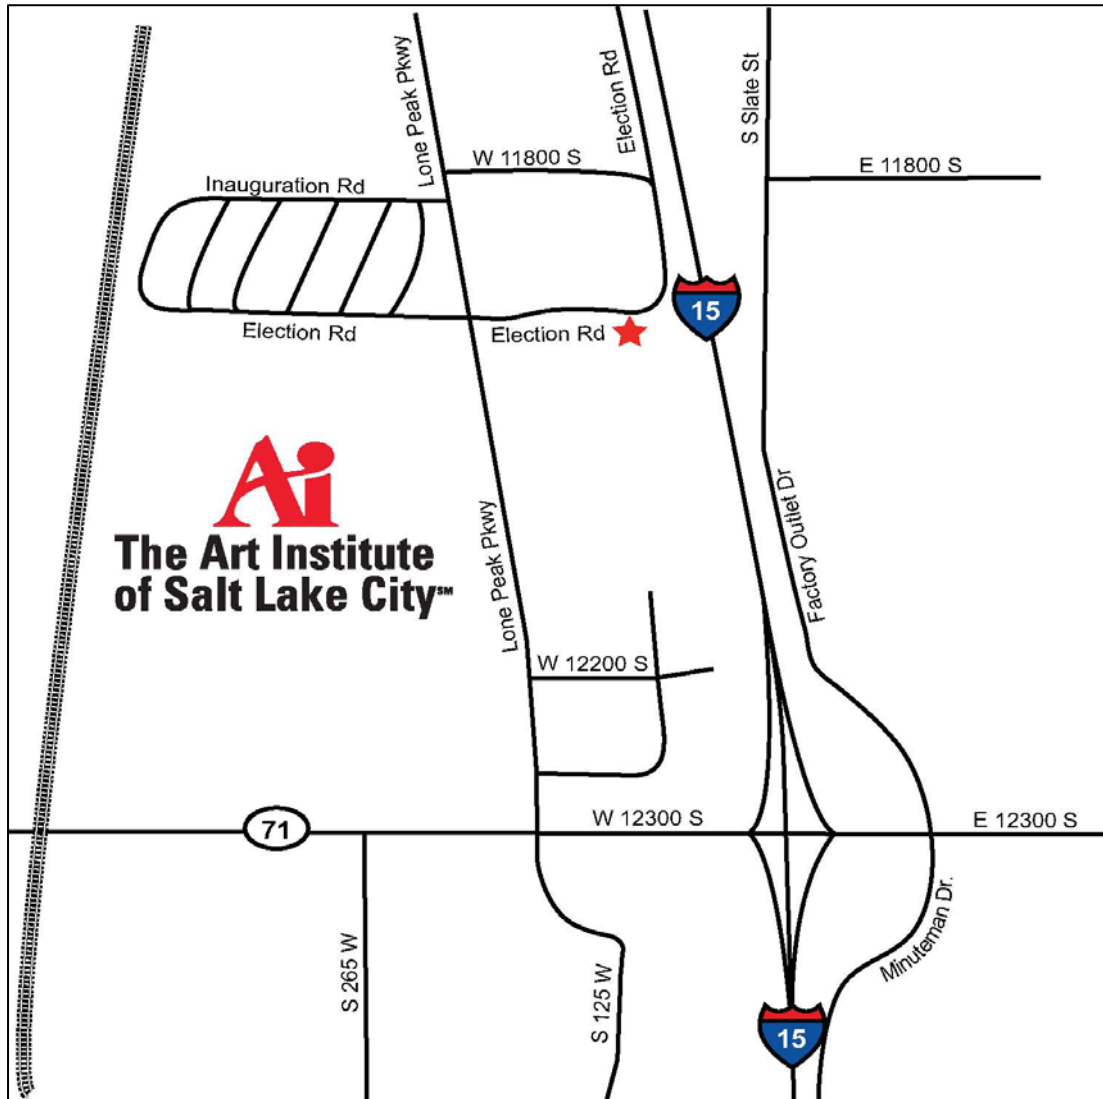 Lone Peak Pkwy
Election Rd
S Slate St
W 11800 S
E 11800 S
Inauguration Rd
15
Election Rd
Election Rd
Ai
The Art Institute
of Salt Lake City℠
Factory Outlet Dr
Lone Peak Pkwy
W 12200 S
71
W 12300 S
E 12300 S
Minuteman Dr.
S 265 W
S 125 W
15